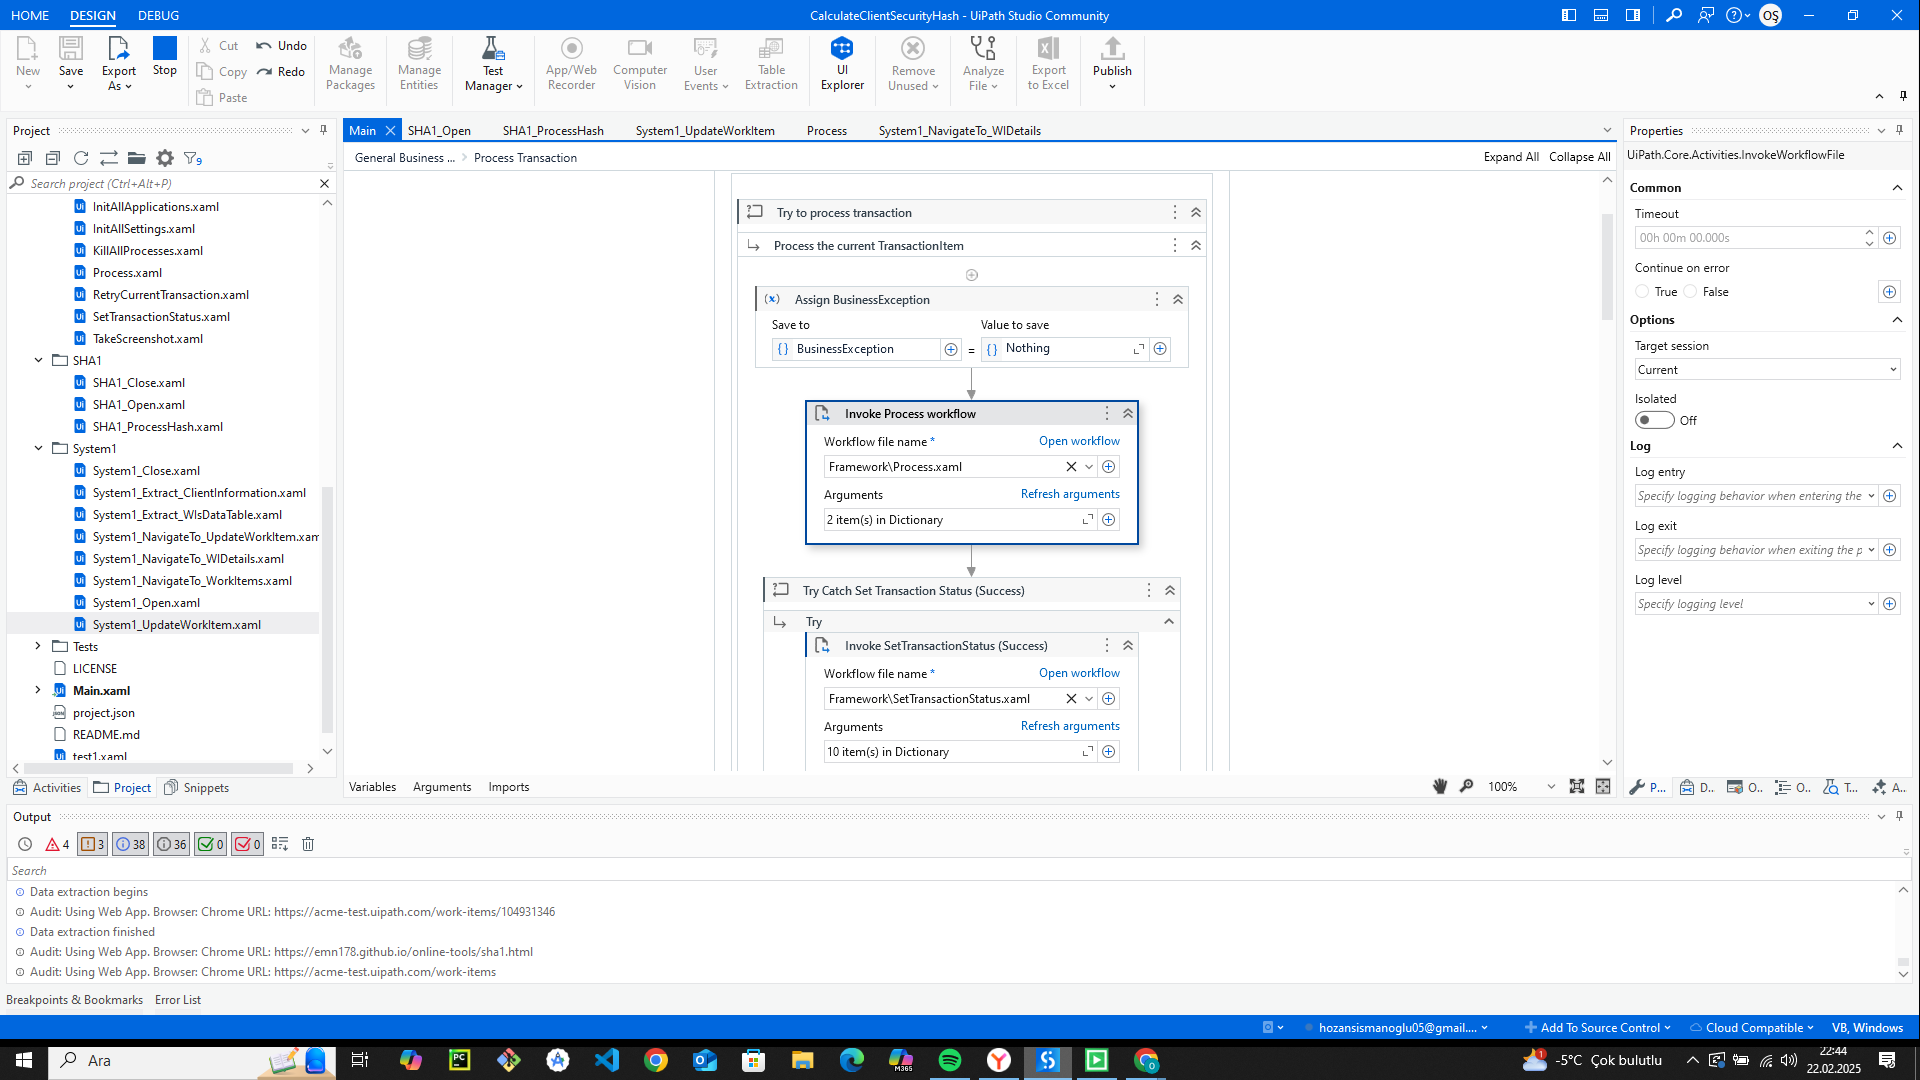 HOME DESIGN DEBUG
CalculateClientSecurityHash - UiPath Studio Community
OŞ
New
Save
Export As
Stop
Cut
Copy
Paste
Undo
Redo
Manage Packages
Manage Entities
Test Manager
App/Web Recorder
Computer Vision
User Events
Table Extraction
UI Explorer
Remove Unused
Analyze File
Export to Excel
Publish
Project
9
Search project (Ctrl+Alt+P)
InitAllApplications.xaml
InitAllSettings.xaml
KillAllProcesses.xaml
Process.xaml
RetryCurrentTransaction.xaml
SetTransactionStatus.xaml
TakeScreenshot.xaml
SHA1
SHA1_Close.xaml
SHA1_Open.xaml
SHA1_ProcessHash.xaml
System1
System1_Close.xaml
System1_Extract_ClientInformation.xaml
System1_Extract_WIsDataTable.xaml
System1_NavigateTo_UpdateWorkItem.xam
System1_NavigateTo_WIDetails.xaml
System1_NavigateTo_WorkItems.xaml
System1_Open.xaml
System1_UpdateWorkItem.xaml
Tests
LICENSE
Main.xaml
project.json
README.md
test1.xaml
Activities Project Snippets
Main SHA1_Open SHA1_ProcessHash System1_UpdateWorkItem Process System1_NavigateTo_WIDetails
General Business ... > Process Transaction
Expand All Collapse All
Try to process transaction
Process the current TransactionItem
Assign BusinessException
Save to Value to save
BusinessException = Nothing
Invoke Process workflow
Workflow file name * Open workflow
Framework\Process.xaml
Arguments Refresh arguments
2 item(s) in Dictionary
Try Catch Set Transaction Status (Success)
Try
Invoke SetTransactionStatus (Success)
Workflow file name * Open workflow
Framework\SetTransactionStatus.xaml
Arguments Refresh arguments
10 item(s) in Dictionary
Variables Arguments Imports
100%
Properties
UiPath.Core.Activities.InvokeWorkflowFile
Common
Timeout
00h 00m 00.000s
Continue on error
True False
Options
Target session
Current
Isolated
Off
Log
Log entry
Specify logging behavior when entering the
Log exit
Specify logging behavior when exiting the p
Log level
Specify logging level
P... D.. O.. O.. T... A..
Output
4 3 38 36 0 0
Search
Data extraction begins
Audit: Using Web App. Browser: Chrome URL: https://acme-test.uipath.com/work-items/104931346
Data extraction finished
Audit: Using Web App. Browser: Chrome URL: https://emn178.github.io/online-tools/sha1.html
Audit: Using Web App. Browser: Chrome URL: https://acme-test.uipath.com/work-items
Breakpoints & Bookmarks Error List
hozansismanoglu05@gmail.... Add To Source Control Cloud Compatible VB, Windows
Ara
-5°C Çok bulutlu
22:44
22.02.2025